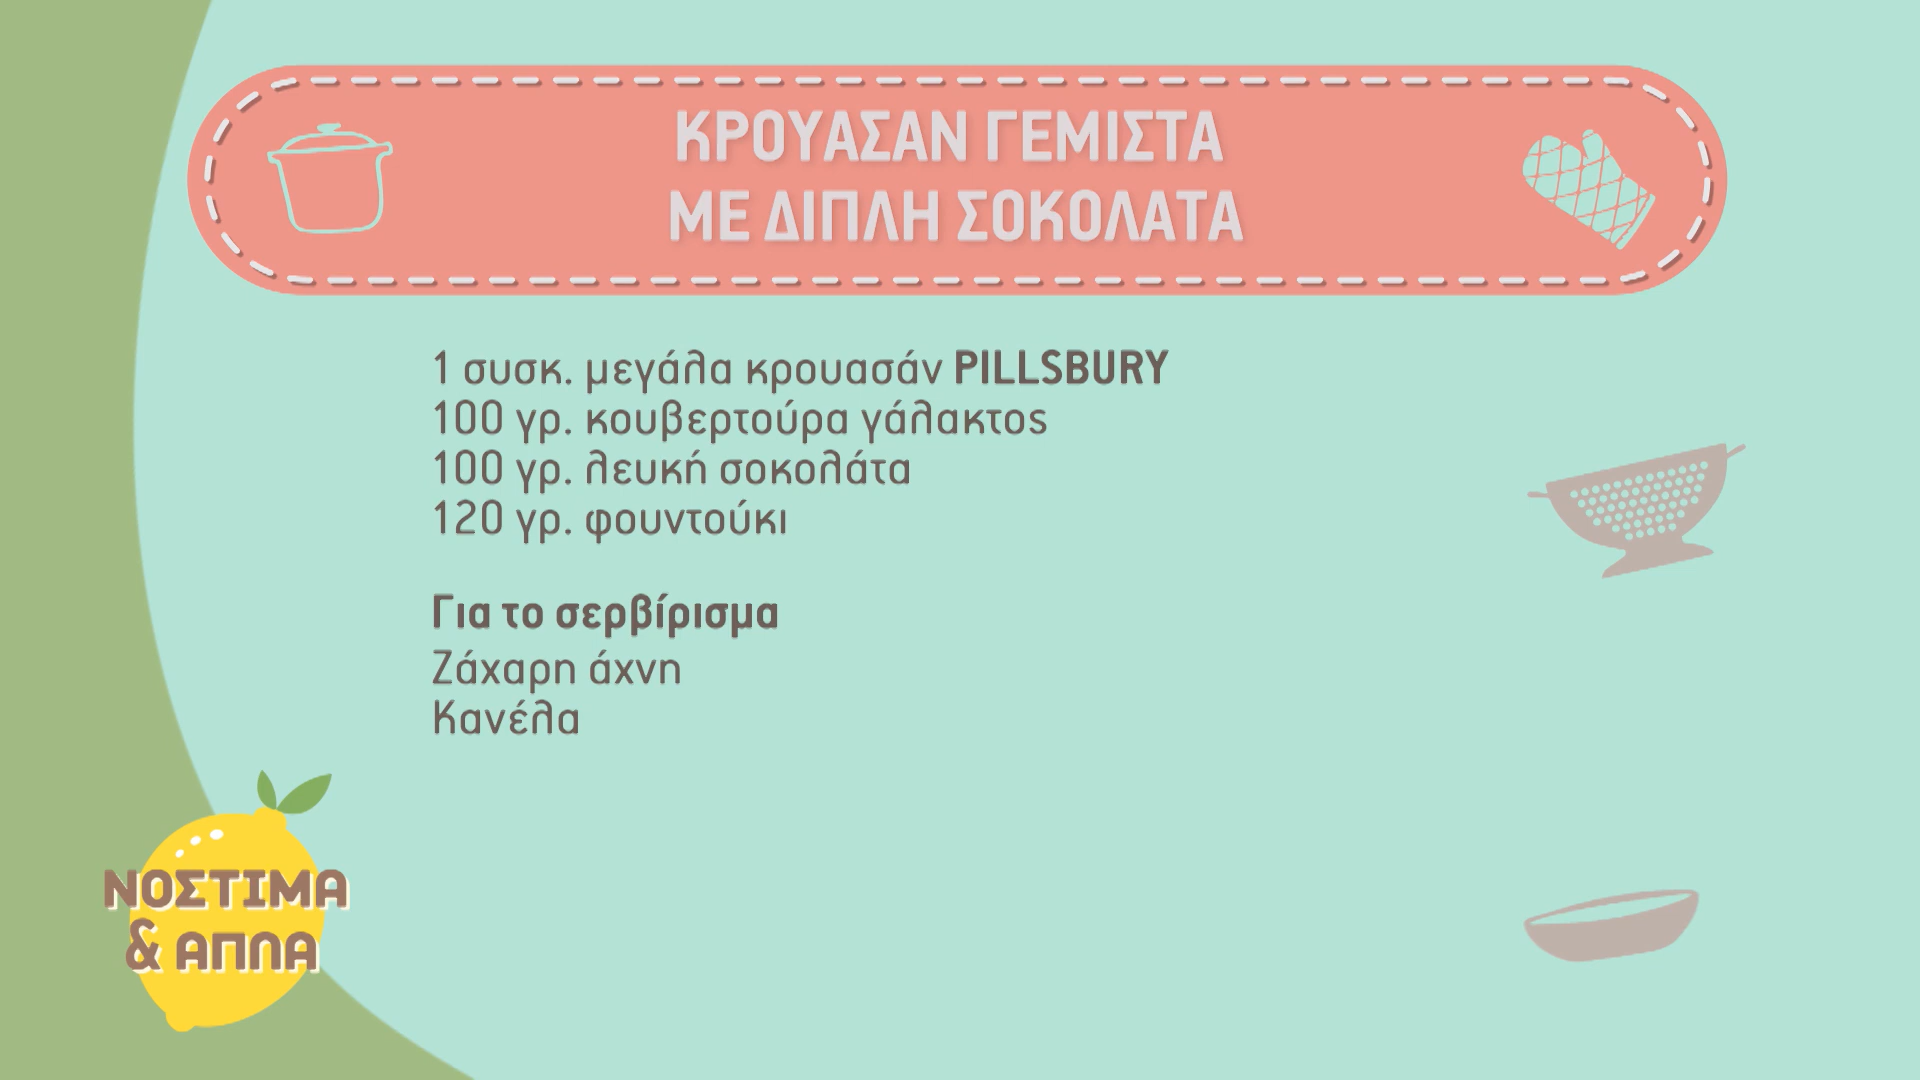 ΚΡΟΥΑΣΑΝ ΓΕΜΙΣΤΑ
ΜΕ ΔΙΠΛΗ ΣΟΚΟΛΑΤΑ
1 συσκ. μεγάλα κρουασάν PILLSBURY
100 γρ. κουβερτούρα γάλακτος
100 γρ. λευκή σοκολάτα
120 γρ. φουντούκι
Για το σερβίρισμα
Ζάχαρη άχνη
Κανέλα
ΝΟΣΤΙΜΑ
& ΑΠΛΑ